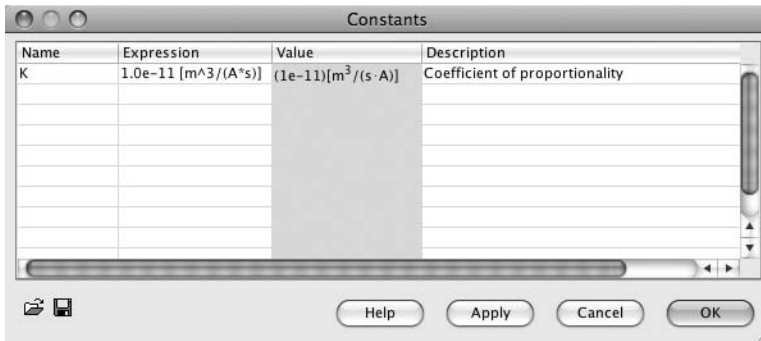 Constants
Name Expression Value Description
K 1.0e-11 [m^3/(A*s)] (1e-11)[m³/(s·A)] Coefficient of proportionality
Help Apply Cancel OK